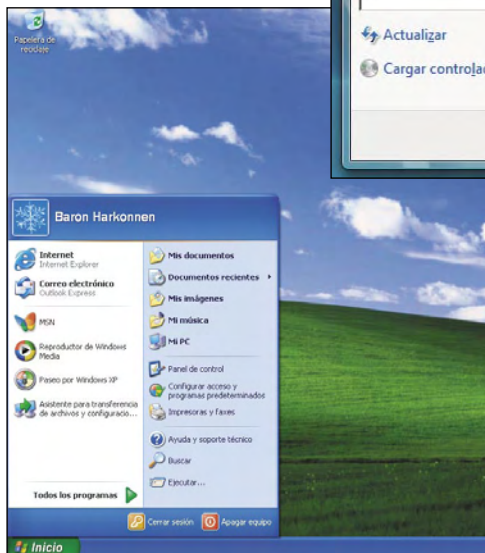 Papelera de
reciclaje
Actualizar
Cargar controla
Baron Harkonnen
Internet
Internet Explorer
Correo electrónico
Outlook Express
MSN
Reproductor de Windows
Media
Paseo por Windows XP
Asistente para transferencia
de archivos y configuracio...
Todos los programas
Mis documentos
Documentos recientes
Mis imágenes
Mi música
Mi PC
Panel de control
Configurar acceso y
programas predeterminados
Impresoras y faxes
Ayuda y soporte técnico
Buscar
Ejecutar...
Cerrar sesión
Apagar equipo
Inicio